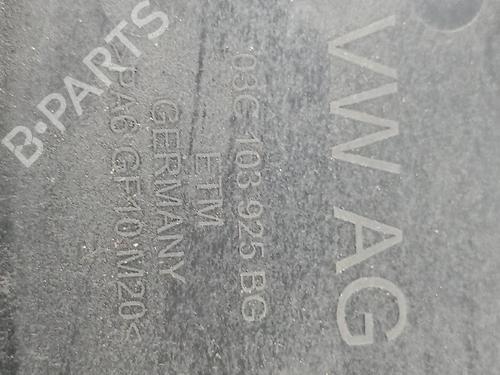 VW AG
03C 103 925 BG
ETM
GERMANY
>PA6 GF10 M20<
B-PARTS